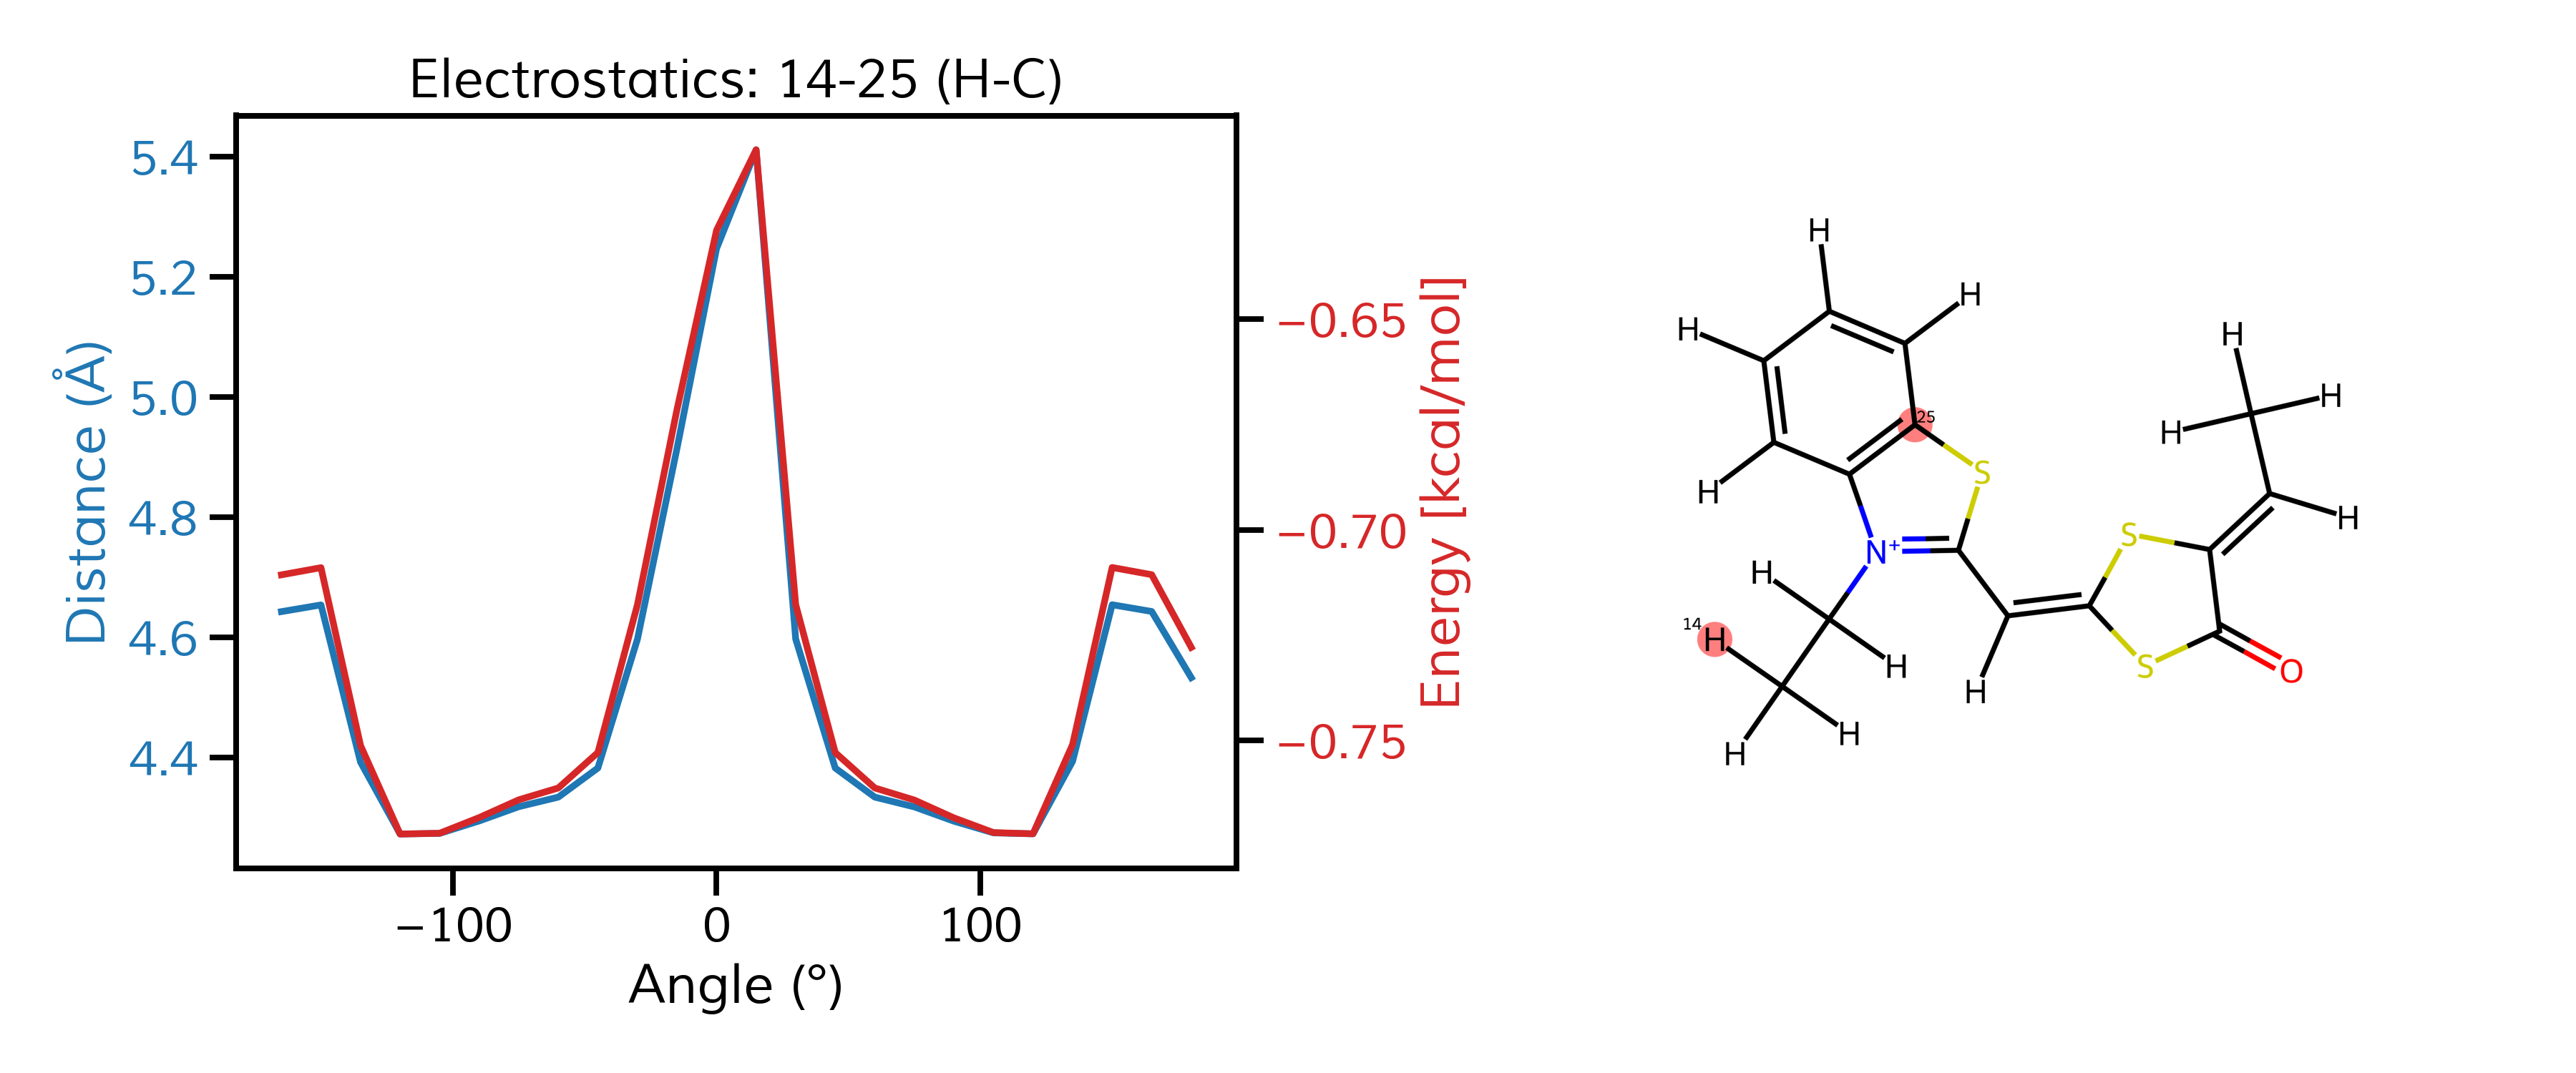 Electrostatics: 14-25 (H-C)
5.4
5.2
5.0
4.8
4.6
4.4
Distance (Å)
−100
0
100
Angle (°)
−0.65
−0.70
−0.75
Energy [kcal/mol]
H
H
H
H
H
H
25
H
S
H
S
H
N+
H
14
H
H
S
O
H
H
H